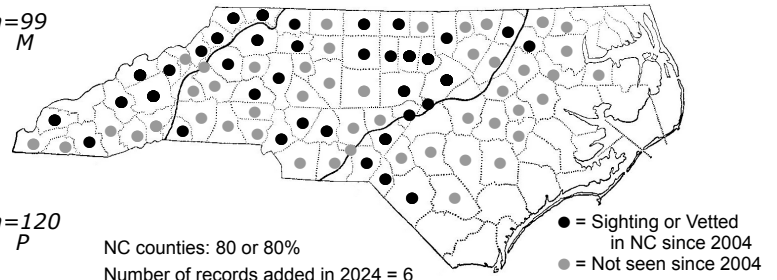 n=99
M
n=120
P
NC counties: 80 or 80%
Number of records added in 2024 = 6
● = Sighting or Vetted
in NC since 2004
● = Not seen since 2004